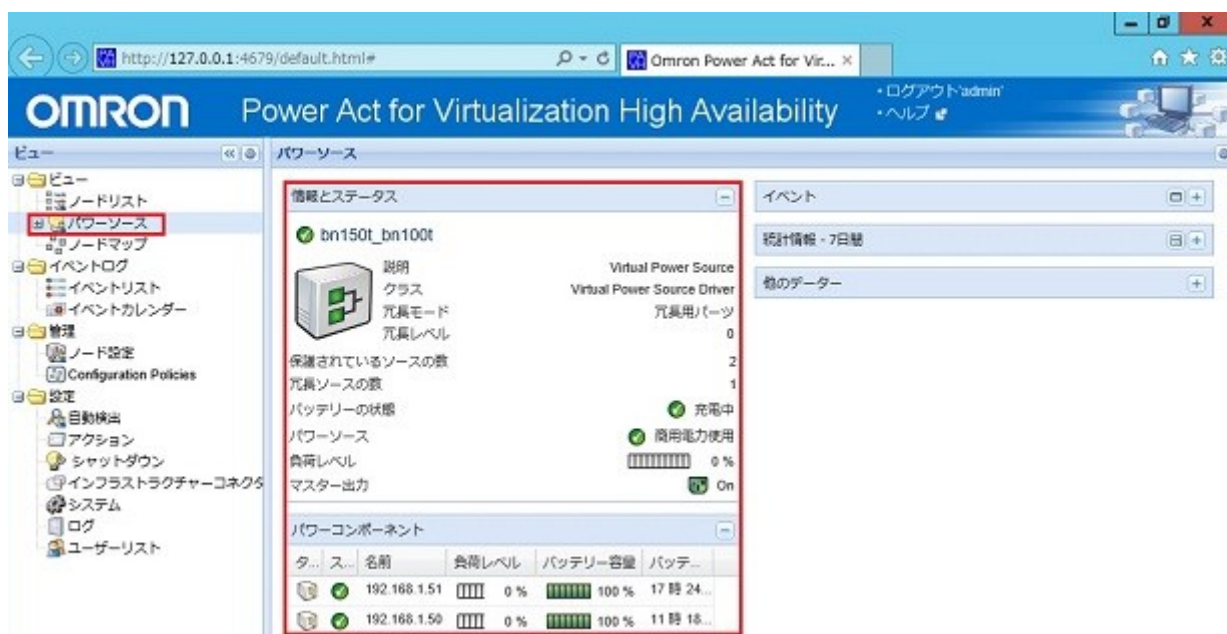 http://127.0.0.1:4679/default.html#
Omron Power Act for Vir...
OMRON Power Act for Virtualization High Availability
・ログアウト'admin'
・ヘルプ
ビュー
ビュー
ノードリスト
パワーソース
ノードマップ
イベントログ
イベントリスト
イベントカレンダー
管理
ノード設定
Configuration Policies
設定
自動検出
アクション
シャットダウン
インフラストラクチャーコネクタ
システム
ログ
ユーザーリスト
パワーソース
情報とステータス
bn150t_bn100t
説明 Virtual Power Source
クラス Virtual Power Source Driver
冗長モード 冗長用パーツ
冗長レベル 0
保護されているソースの数 2
冗長ソースの数 1
バッテリーの状態 充電中
パワーソース 商用電力使用
負荷レベル 0 %
マスター出力 On
パワーコンポーネント
タ... ス... 名前 負荷レベル バッテリー容量 バッテ...
192.168.1.51 0 % 100 % 17 時 24...
192.168.1.50 0 % 100 % 11 時 18...
イベント
統計情報 - 7日間
他のデーター